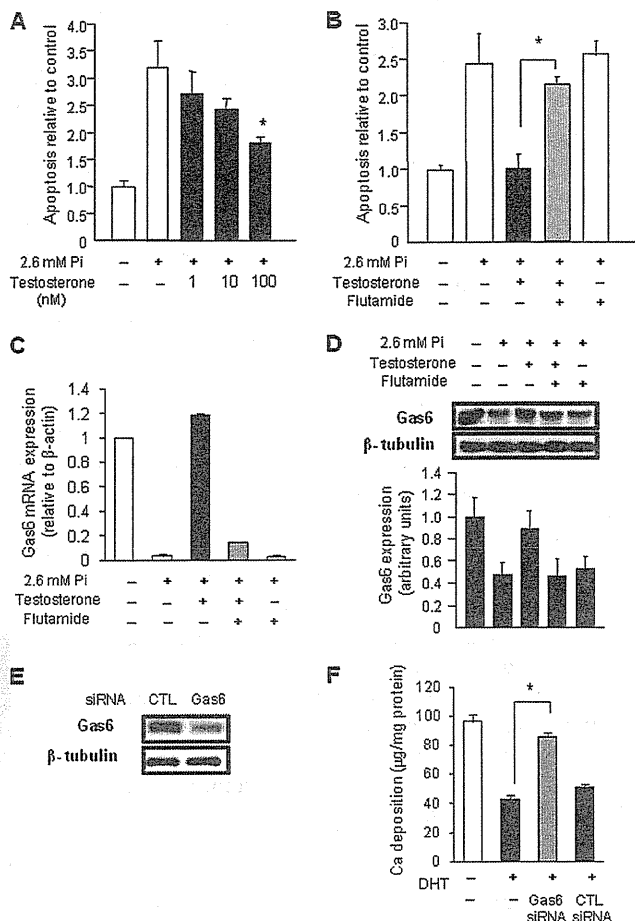 A
Apoptosis relative to control
4.0
3.5
3.0
2.5
2.0
1.5
1.0
0.5
0
*
2.6 mM Pi – + + + +
Testosterone (nM) – – 1 10 100
B
Apoptosis relative to control
3.0
2.5
2.0
1.5
1.0
0.5
0
*
2.6 mM Pi – + + + +
Testosterone – – + + –
Flutamide – – – + +
C
Gas6 mRNA expression
(relative to β-actin)
1.4
1.2
1.0
0.8
0.6
0.4
0.2
0
2.6 mM Pi – + + + +
Testosterone – – + + –
Flutamide – – – + +
D
2.6 mM Pi – + + + +
Testosterone – – + + –
Flutamide – – – + +
Gas6
β-tubulin
Gas6 expression
(arbitrary units)
1.4
1.2
1.0
0.8
0.6
0.4
0.2
0
E
siRNA CTL Gas6
Gas6
β-tubulin
F
Ca deposition (µg/mg protein)
120
100
80
60
40
20
0
*
DHT – + + +
– – Gas6 CTL
siRNA siRNA